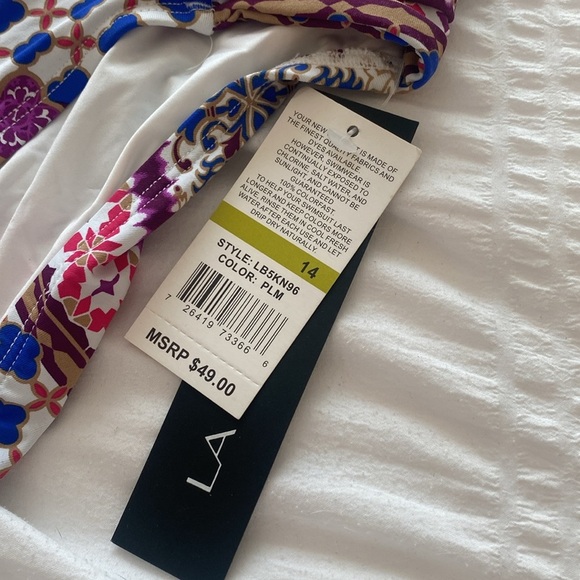 YOUR NEW IS MADE OF
THE FINEST QUALITY FABRICS AND
DYES AVAILABLE.
HOWEVER, SWIMWEAR IS
CONTINUALLY EXPOSED TO
CHLORINE, SALT WATER, AND
SUNLIGHT, AND CANNOT BE
GUARANTEED
100% COLORFAST
TO HELP YOUR SWIMSUIT LAST
LONGER AND KEEP COLORS MORE
ALIVE, RINSE THEM IN COOL FRESH
WATER AFTER EACH USE AND LET
DRIP DRY NATURALLY.
14
STYLE: LB5KN96
COLOR: PLM
7 26419 73366 6
MSRP $49.00
LA